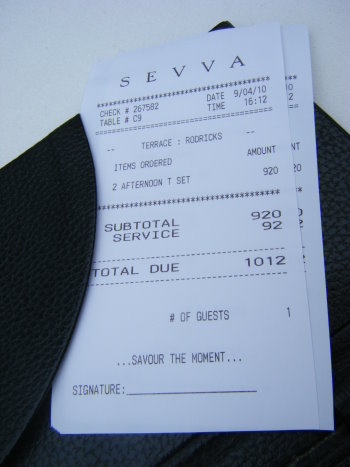 SEVVA
****************************************
CHECK # 267582 DATE 9/04/10
TABLE # C9 TIME 16:12
========================================
-- TERRACE : RODRICKS --
ITEMS ORDERED AMOUNT
2 AFTERNOON T SET 920
****************************************
SUBTOTAL 920
SERVICE 92
----------------------------------------
TOTAL DUE 1012
----------------------------------------
# OF GUESTS 1
...SAVOUR THE MOMENT...
SIGNATURE:______________________